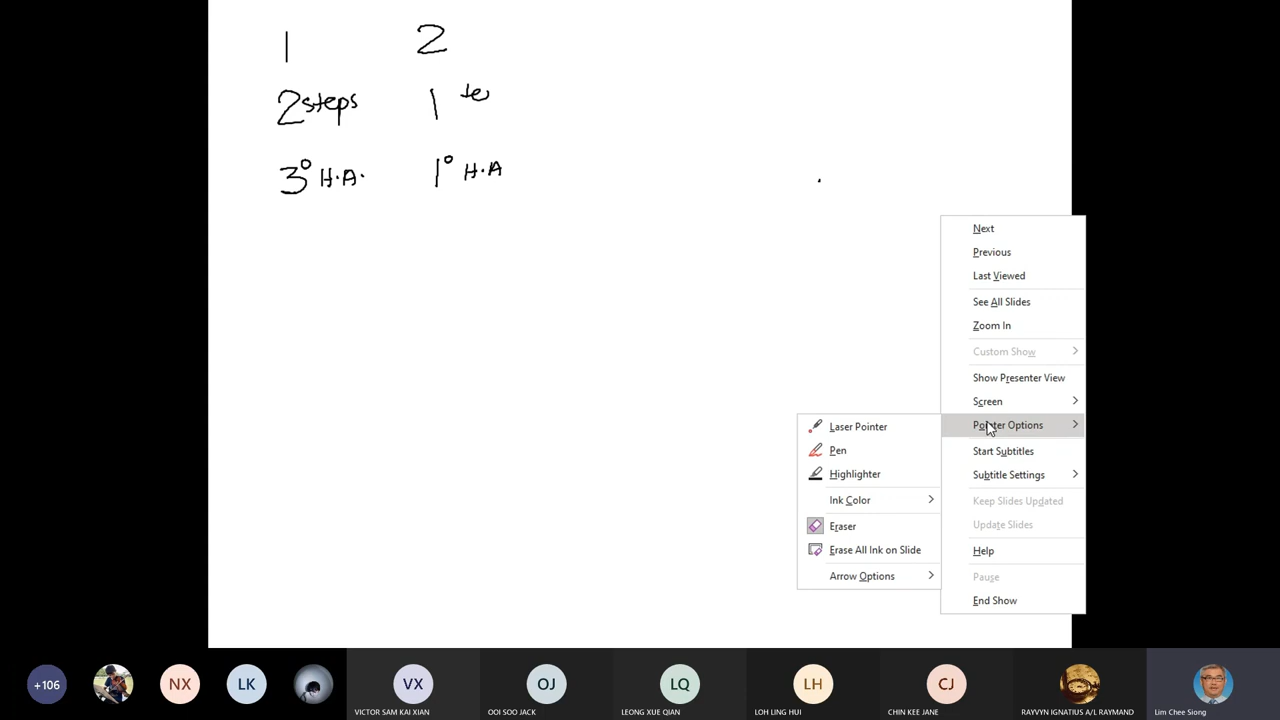 1 2
2 steps 1
3° H.A. 1° H.A
Next
Previous
Last Viewed
See All Slides
Zoom In
Custom Show
Show Presenter View
Screen
Pointer Options
Start Subtitles
Subtitle Settings
Keep Slides Updated
Update Slides
Help
Pause
End Show
Laser Pointer
Pen
Highlighter
Ink Color
Eraser
Erase All Ink on Slide
Arrow Options
+106 NX LK VX OJ LQ LH CJ
VICTOR SAM KAI XIAN OOI SOO JACK LEONG XUE QIAN LOH LING HUI CHIN KEE JANE RAYVYN IGNATIUS A/L RAYMAND Lim Chee Siong